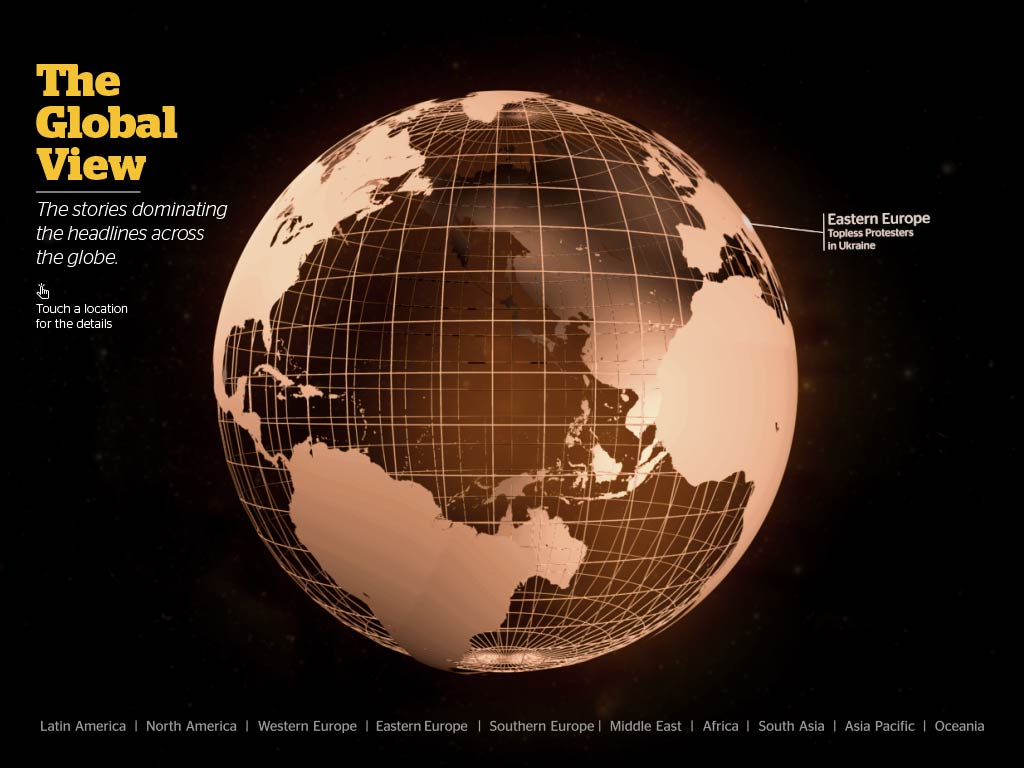 The
Global
View
The stories dominating
the headlines across
the globe.
Touch a location
for the details
Eastern Europe
Topless Protesters
in Ukraine
Latin America | North America | Western Europe | Eastern Europe | Southern Europe | Middle East | Africa | South Asia | Asia Pacific | Oceania